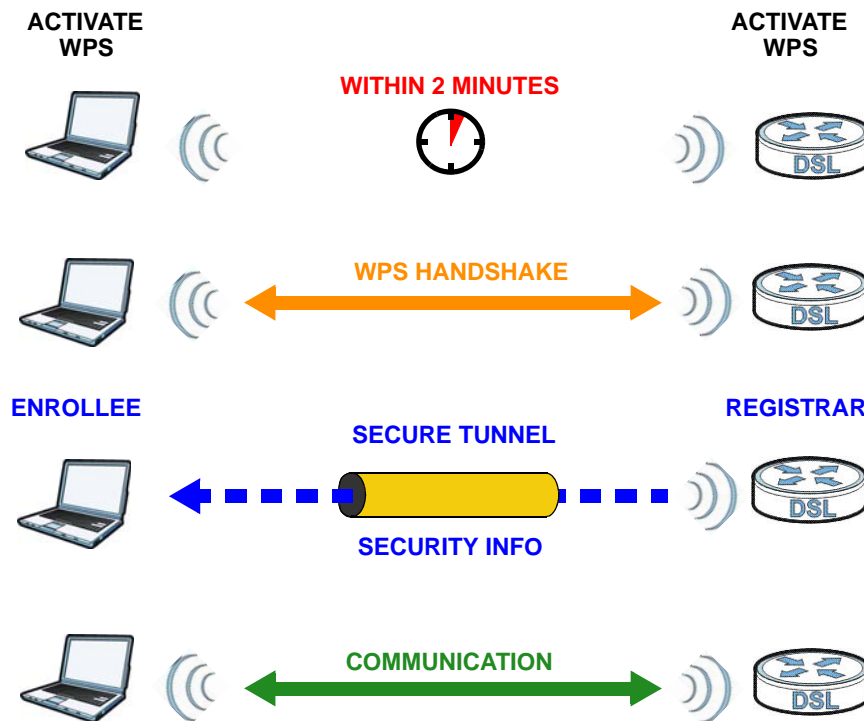 ACTIVATE
WPS
ACTIVATE
WPS
WITHIN 2 MINUTES
DSL
WPS HANDSHAKE
DSL
ENROLLEE
REGISTRAR
SECURE TUNNEL
DSL
SECURITY INFO
COMMUNICATION
DSL